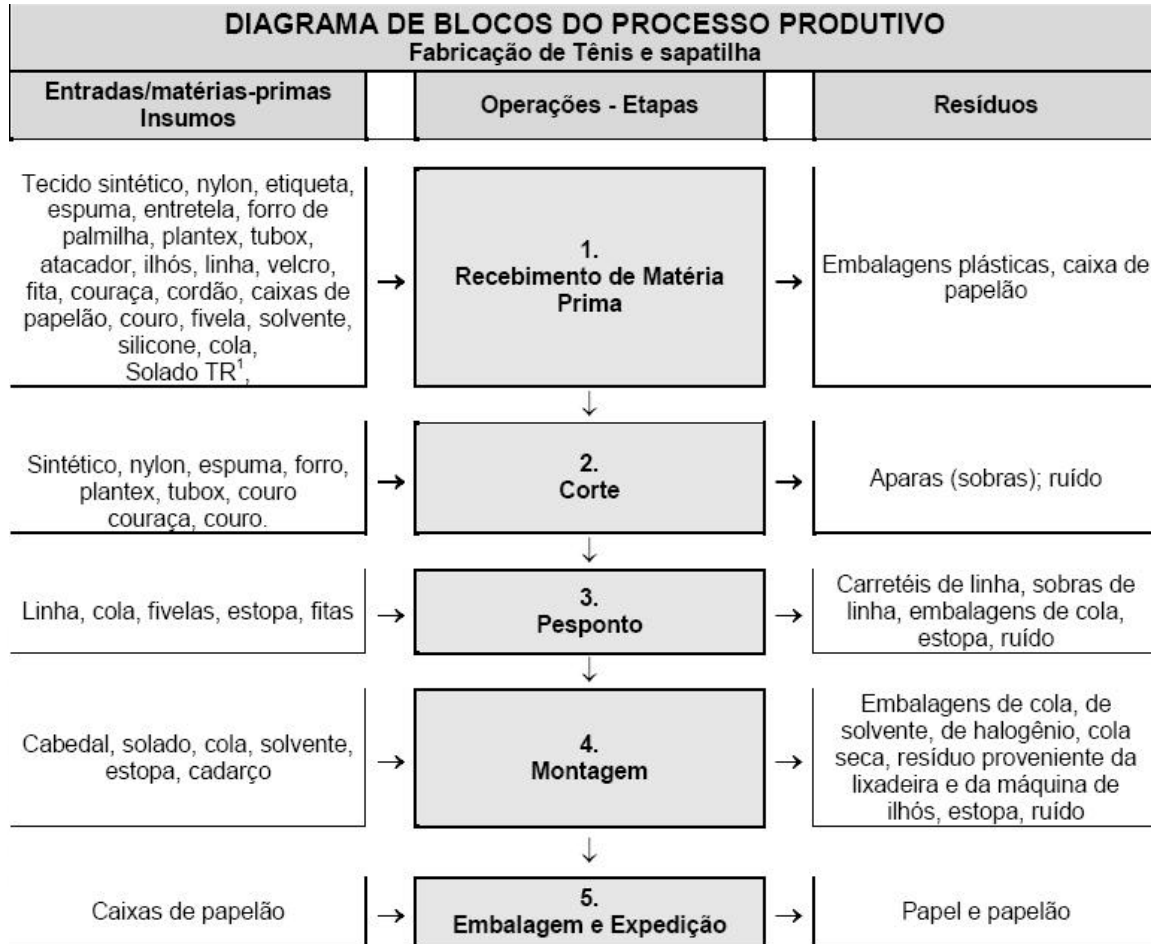 DIAGRAMA DE BLOCOS DO PROCESSO PRODUTIVO
Fabricação de Tênis e sapatilha
Entradas/matérias-primas
Insumos
Operações - Etapas
Resíduos
Tecido sintético, nylon, etiqueta,
espuma, entretela, forro de
palmilha, plantex, tubox,
atacador, ilhós, linha, velcro,
fita, couraça, cordão, caixas de
papelão, couro, fivela, solvente,
silicone, cola,
Solado TR¹,
→
1.
Recebimento de Matéria
Prima
→
Embalagens plásticas, caixa de
papelão
↓
Sintético, nylon, espuma, forro,
plantex, tubox, couro
couraça, couro.
→
2.
Corte
→
Aparas (sobras); ruído
↓
Linha, cola, fivelas, estopa, fitas
→
3.
Pesponto
→
Carretéis de linha, sobras de
linha, embalagens de cola,
estopa, ruído
↓
Cabedal, solado, cola, solvente,
estopa, cadarço
→
4.
Montagem
→
Embalagens de cola, de
solvente, de halogênio, cola
seca, resíduo proveniente da
lixadeira e da máquina de
ilhós, estopa, ruído
↓
Caixas de papelão
→
5.
Embalagem e Expedição
→
Papel e papelão